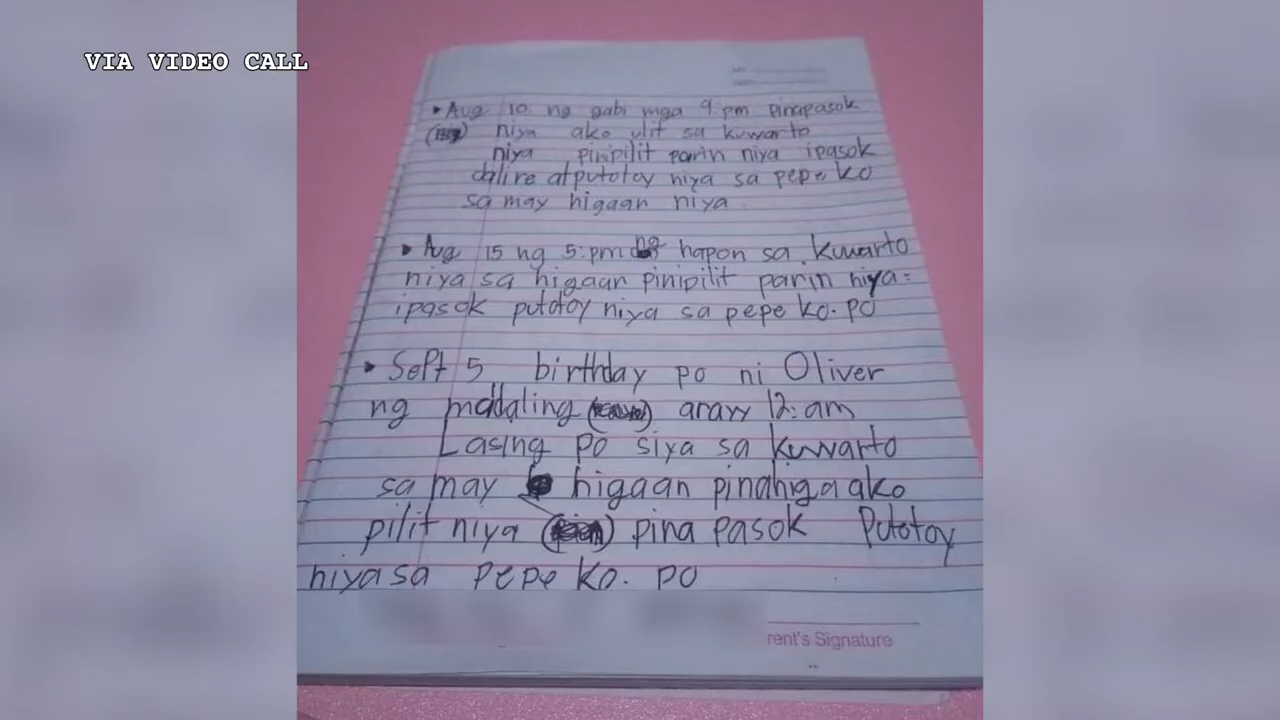 VIA VIDEO CALL
• Aug 10 ng gabi mga 9:pm pinapasok
niya ako ulit sa kuwarto
niya pinipilit parin niya ipasok
dalire at putotoy niya sa pepe ko
sa may higaan niya.
• Aug 15 ng 5:pm ng hapon sa kuwarto
niya sa higaan pinipilit parin niya:
ipasok putotoy niya sa pepe ko. po
• Sept 5 birthday po ni Oliver
ng madaling araw 12:am
Lasing po siya sa kuwarto
sa may higaan pinahiga ako
pilit niya pina pasok Pututoy
niya sa pepe ko. po
rent's Signature